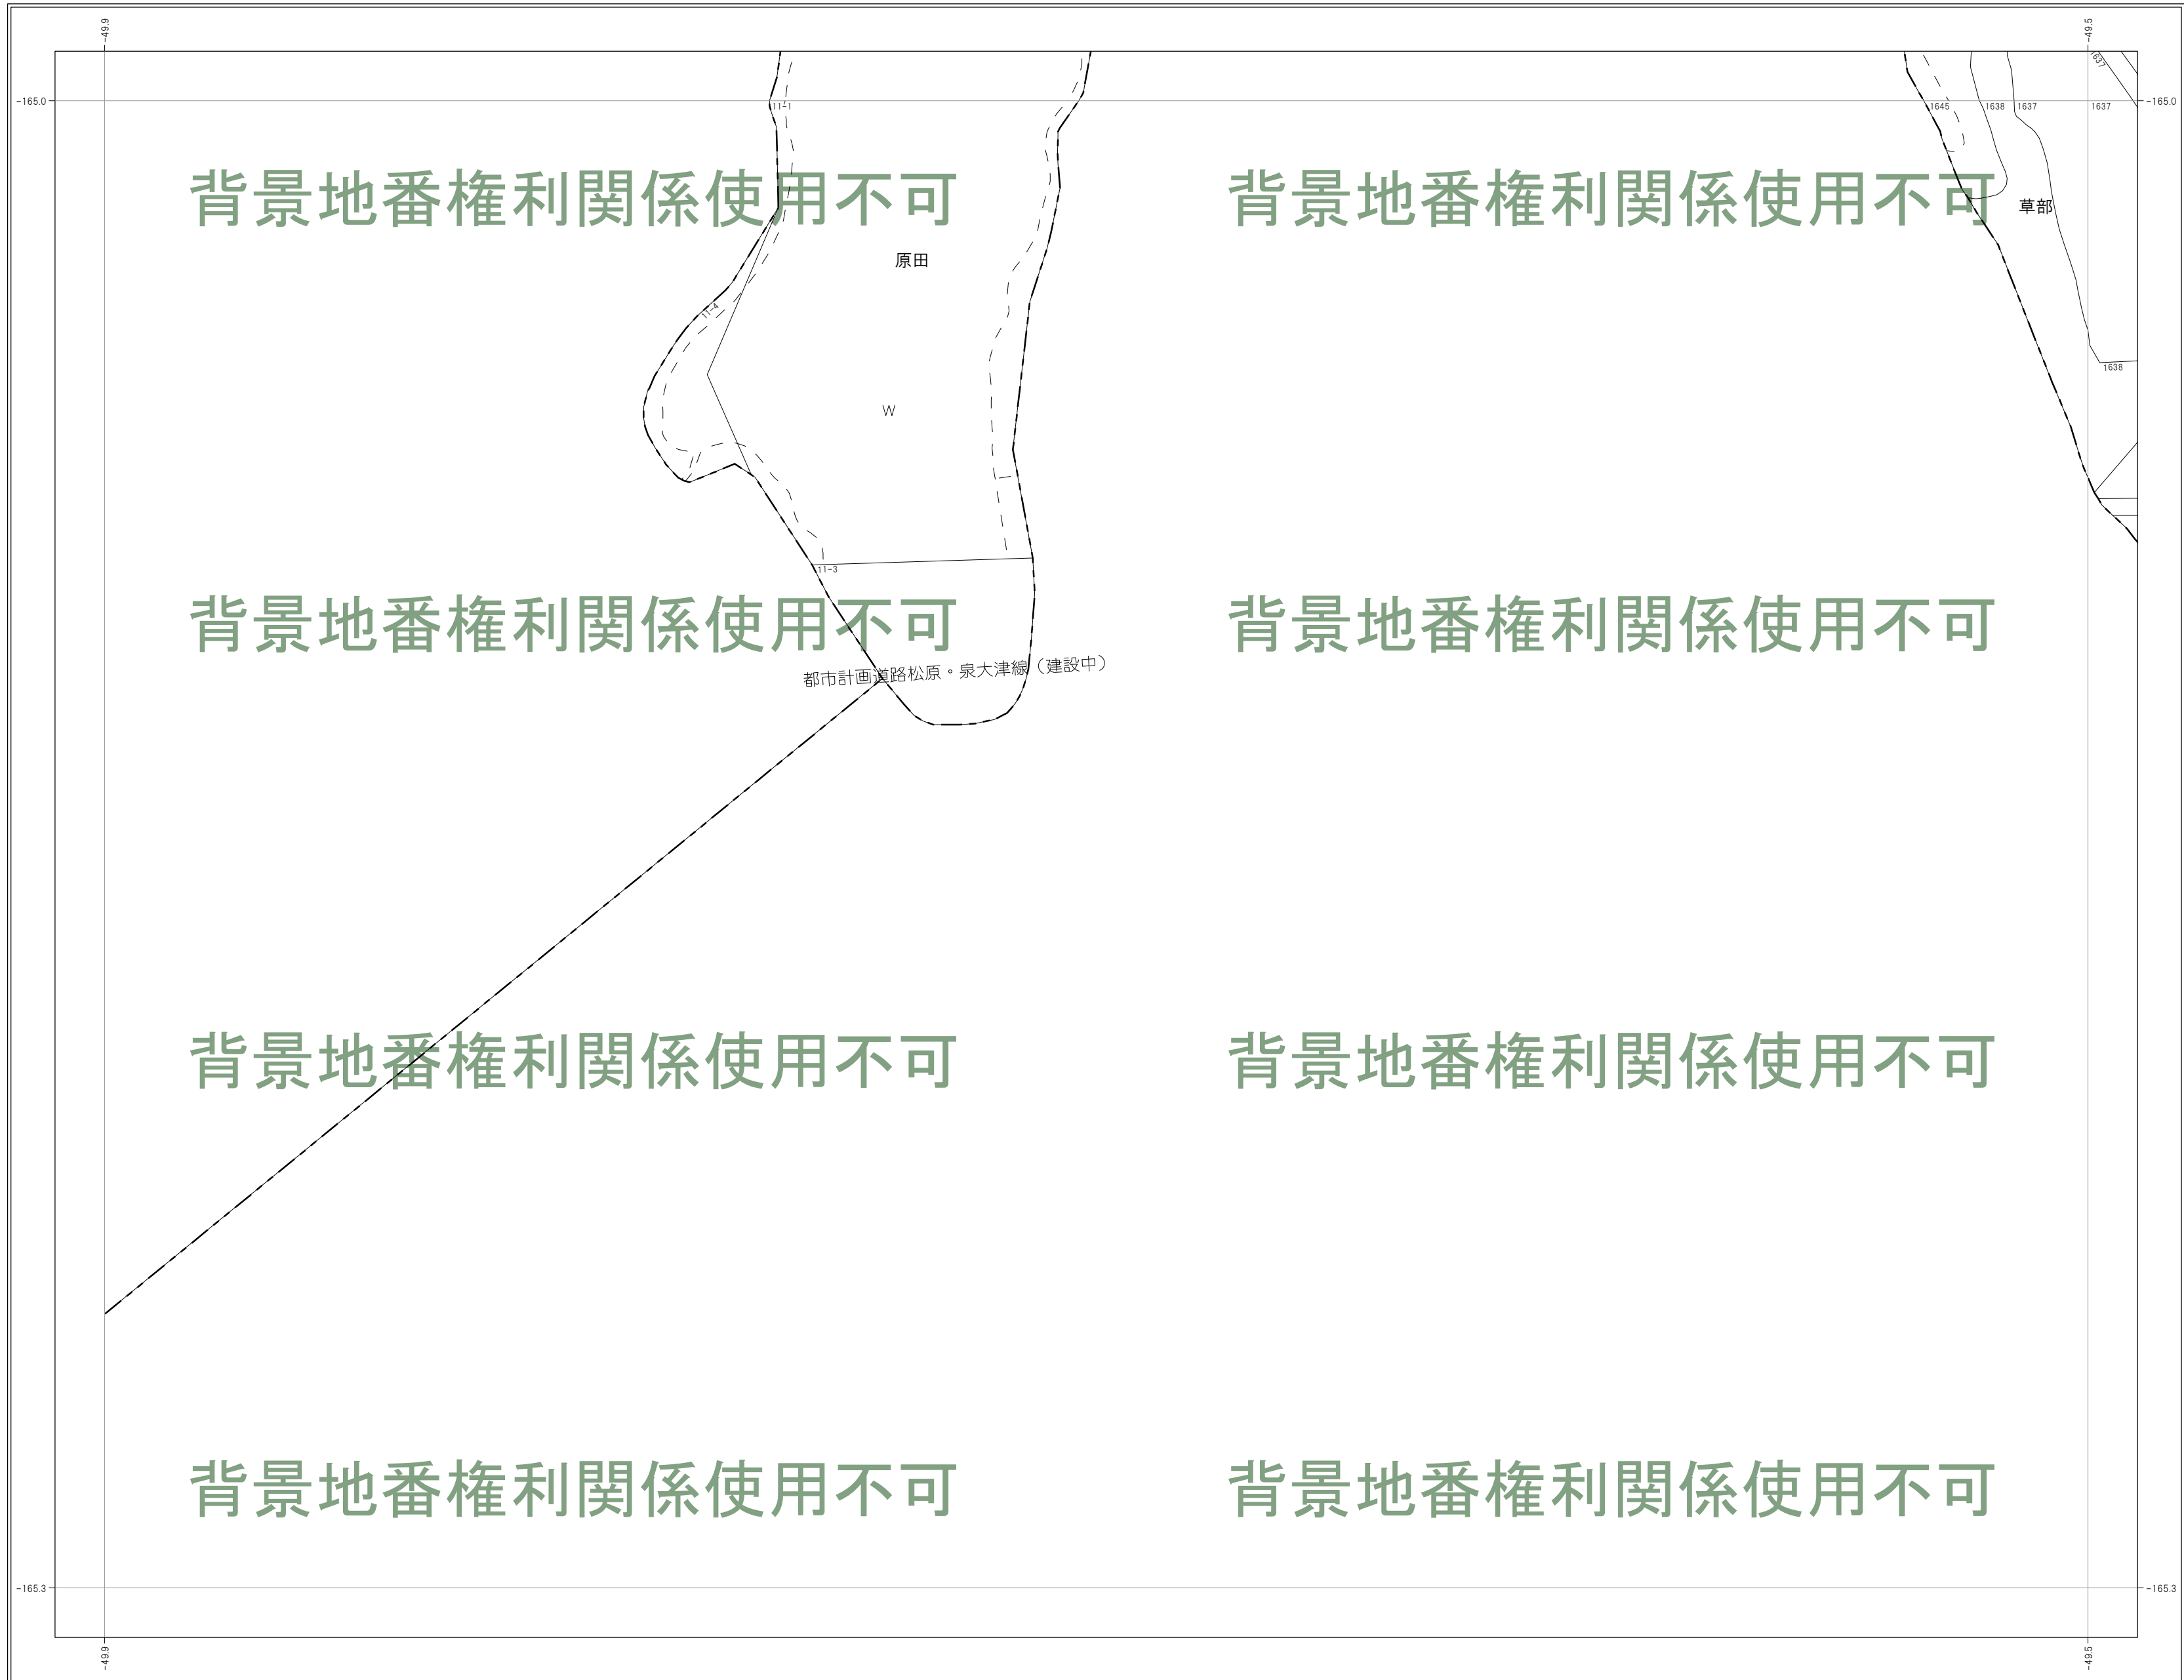 -49.9 -49.5
-165.0 11-1 1645 1638 1637 1637 1637 -165.0
背景地番権利関係使用不可 背景地番権利関係使用不可
草部
原田
11-4
1638
W
11-3
背景地番権利関係使用不可 背景地番権利関係使用不可
都市計画道路松原。泉大津線(建設中)
背景地番権利関係使用不可 背景地番権利関係使用不可
背景地番権利関係使用不可 背景地番権利関係使用不可
-165.3 -165.3
-49.9 -49.5